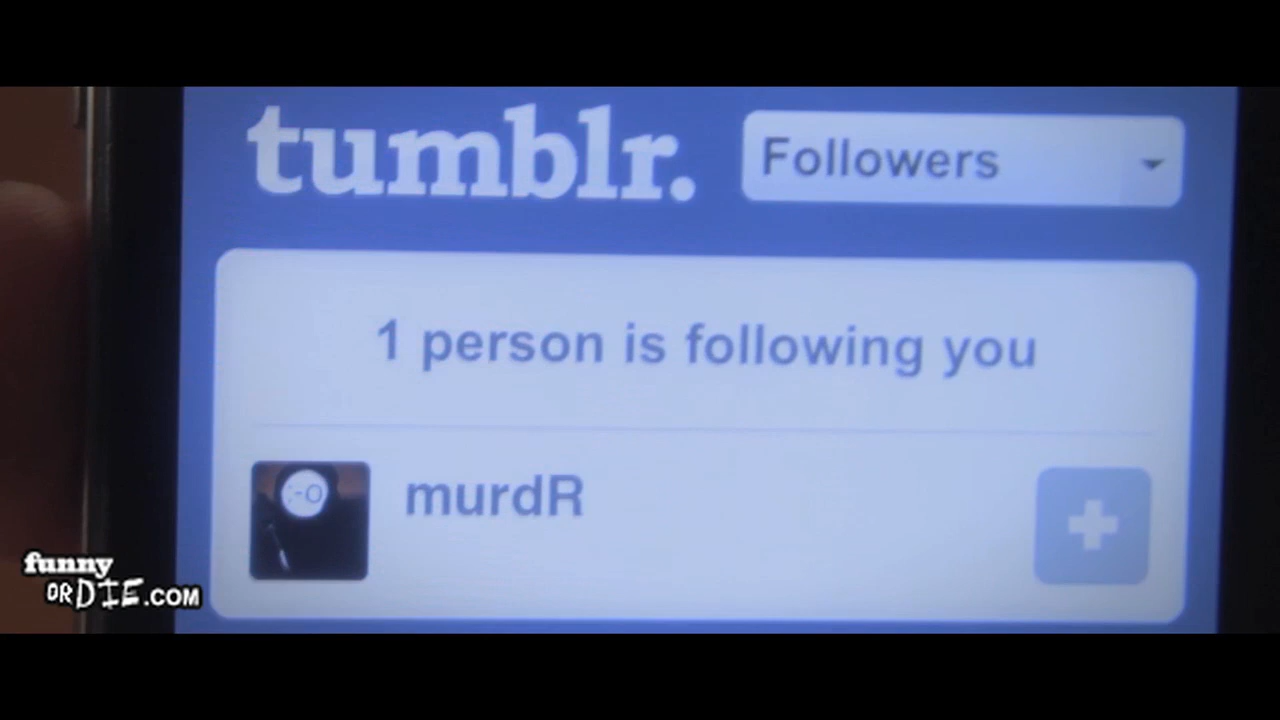 tumblr.
Followers
1 person is following you
:-O
murdR
funny
OR DIE.COM